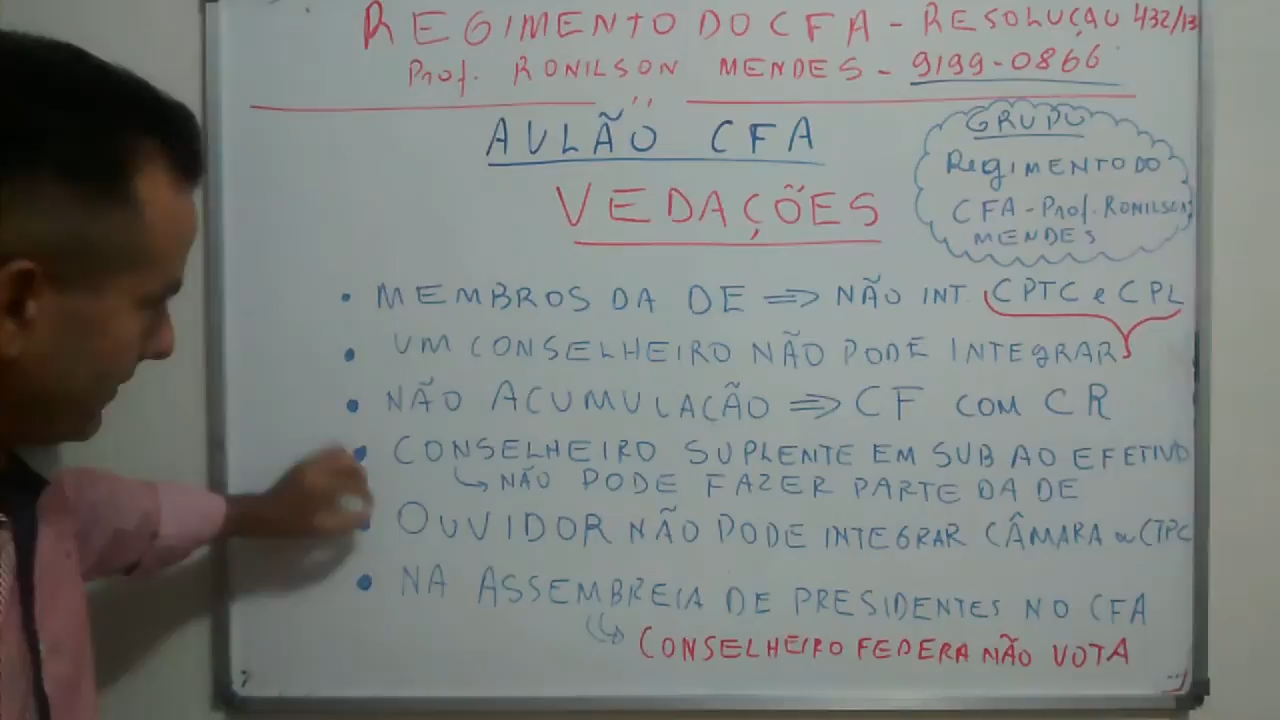 REGIMENTO DO CFA - RESOLUÇAO 432/13
Prof. RONILSON MENDES - 9199-0866
AULÃO CFA
GRUPO
RegIMENTO DO
CFA - Prof. RONILSON
MENDES
VEDAÇÕES
• MEMBROS DA DE => NÃO INT. CPTC e CPL
• UM CONSELHEIRO NÃO PODE INTEGRAR
• NÃO ACUMULAÇÃO => CF COM CR
• CONSELHEIRO SUPLENTE EM SUB AO EFETIVO
↳ NÃO PODE FAZER PARTE DA DE
• OUVIDOR NÃO PODE INTEGRAR CÂMARA ou CTPC
• NA ASSEMBREIA DE PRESIDENTES NO CFA
↳ CONSELHEIRO FEDERA NÃO VOTA